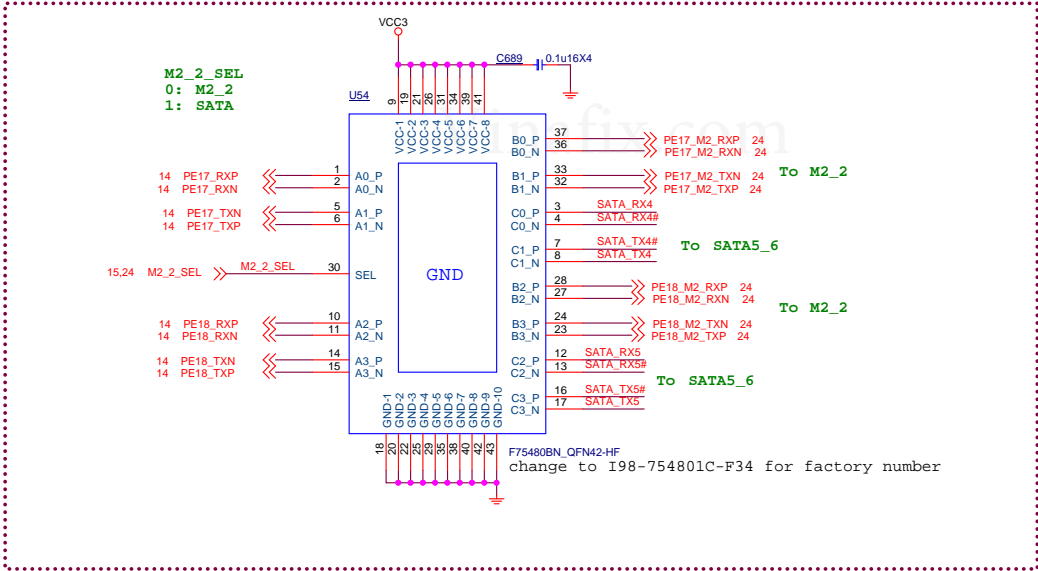 VCC3
C689 0.1u16X4
M2_2_SEL
0: M2_2
1: SATA
U54
9 19 21 26 31 34 39 41
VCC-1 VCC-2 VCC-3 VCC-4 VCC-5 VCC-6 VCC-7 VCC-8
14 PE17_RXP 1 A0_P
14 PE17_RXN 2 A0_N
14 PE17_TXN 5 A1_P
14 PE17_TXP 6 A1_N
15,24 M2_2_SEL M2_2_SEL 30 SEL
14 PE18_RXP 10 A2_P
14 PE18_RXN 11 A2_N
14 PE18_TXN 14 A3_P
14 PE18_TXP 15 A3_N
GND
B0_P 37 PE17_M2_RXP 24
B0_N 36 PE17_M2_RXN 24
To M2_2
B1_P 33 PE17_M2_TXN 24
B1_N 32 PE17_M2_TXP 24
C0_P 3 SATA_RX4
C0_N 4 SATA_RX4#
To SATA5_6
C1_P 7 SATA_TX4#
C1_N 8 SATA_TX4
B2_P 28 PE18_M2_RXP 24
B2_N 27 PE18_M2_RXN 24
To M2_2
B3_P 24 PE18_M2_TXN 24
B3_N 23 PE18_M2_TXP 24
C2_P 12 SATA_RX5
C2_N 13 SATA_RX5#
To SATA5_6
C3_P 16 SATA_TX5#
C3_N 17 SATA_TX5
GND-1 GND-2 GND-3 GND-4 GND-5 GND-6 GND-7 GND-8 GND-9 GND-10
18 20 22 25 29 35 38 40 42 43
F75480BN_QFN42-HF
change to I98-754801C-F34 for factory number